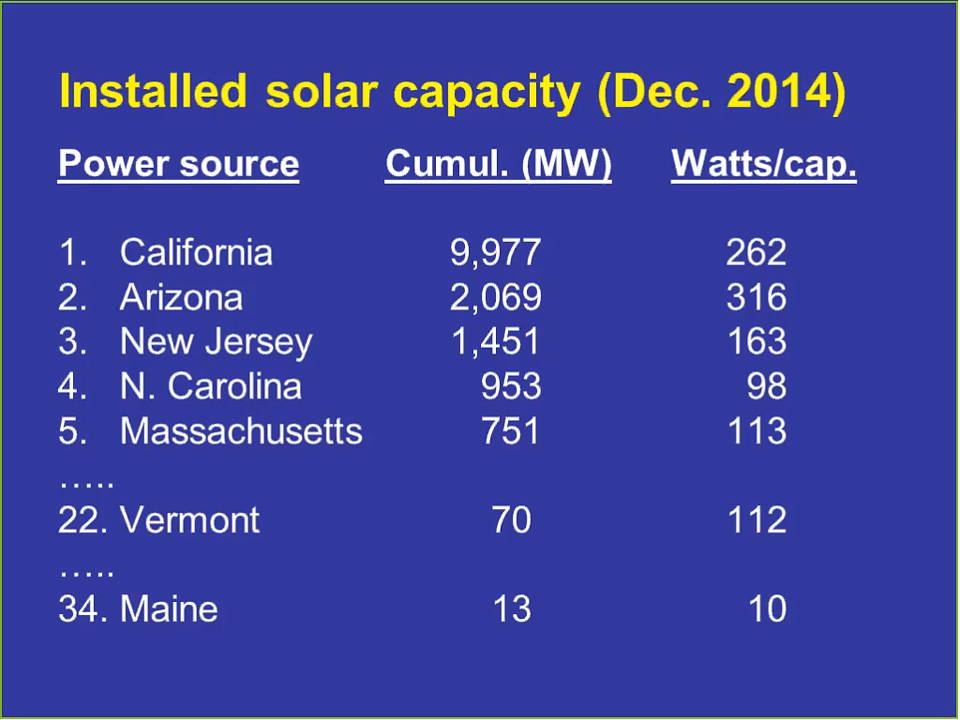 Installed solar capacity (Dec. 2014)
Power source Cumul. (MW) Watts/cap.
1. California 9,977 262
2. Arizona 2,069 316
3. New Jersey 1,451 163
4. N. Carolina 953 98
5. Massachusetts 751 113
…..
22. Vermont 70 112
…..
34. Maine 13 10